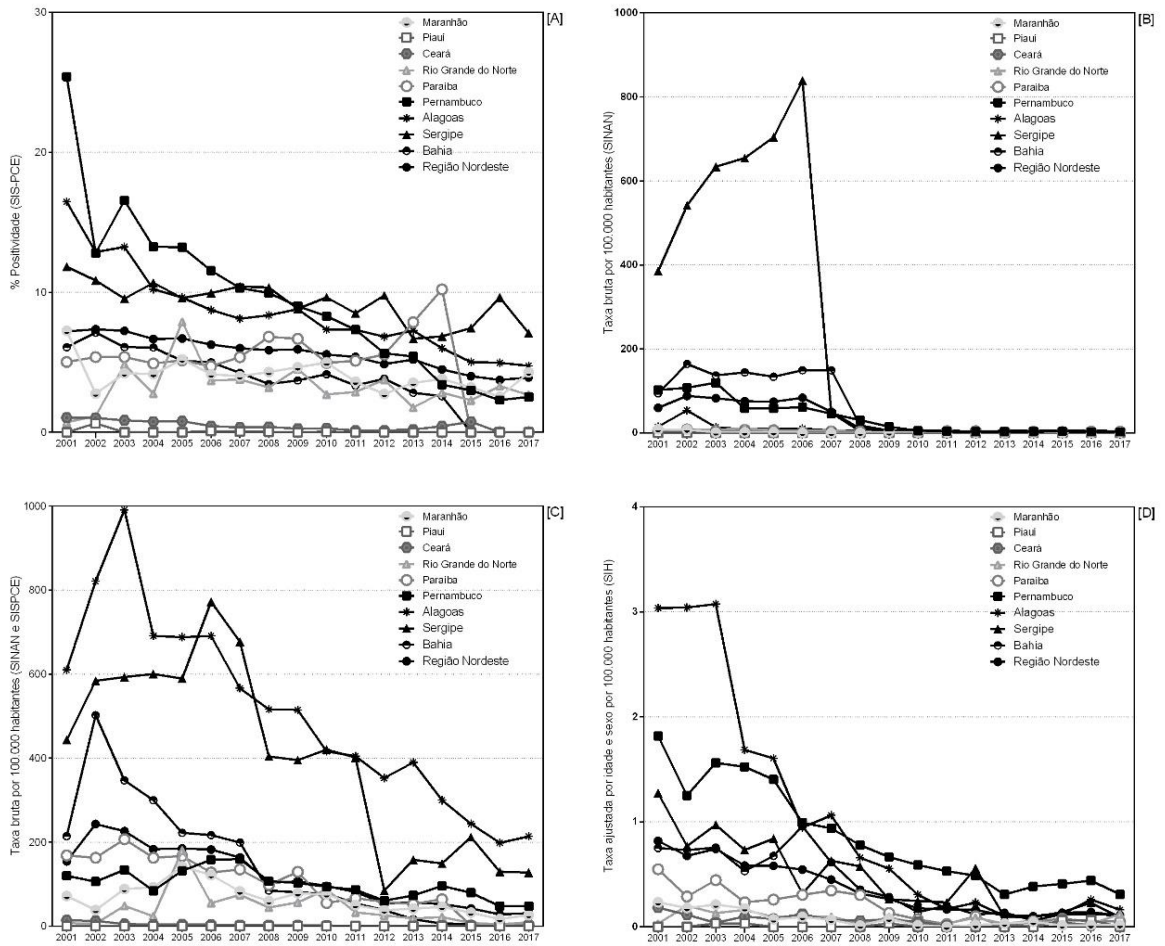 [A]
% Positividade (SIS-PCE)
30
20
10
0
2001 2002 2003 2004 2005 2006 2007 2008 2009 2010 2011 2012 2013 2014 2015 2016 2017
Maranhão
Piauí
Ceará
Rio Grande do Norte
Paraíba
Pernambuco
Alagoas
Sergipe
Bahia
Região Nordeste
[B]
Taxa bruta por 100.000 habitantes (SINAN)
1000
800
600
400
200
0
2001 2002 2003 2004 2005 2006 2007 2008 2009 2010 2011 2012 2013 2014 2015 2016 2017
Maranhão
Piauí
Ceará
Rio Grande do Norte
Paraíba
Pernambuco
Alagoas
Sergipe
Bahia
Região Nordeste
[C]
Taxa bruta por 100.000 habitantes (SINAN e SISPCE)
1000
800
600
400
200
0
2001 2002 2003 2004 2005 2006 2007 2008 2009 2010 2011 2012 2013 2014 2015 2016 2017
Maranhão
Piauí
Ceará
Rio Grande do Norte
Paraíba
Pernambuco
Alagoas
Sergipe
Bahia
Região Nordeste
[D]
Taxa ajustada por idade e sexo por 100.000 habitantes (SIH)
4
3
2
1
0
2001 2002 2003 2004 2005 2006 2007 2008 2009 2010 2011 2012 2013 2014 2015 2016 2017
Maranhão
Piauí
Ceará
Rio Grande do Norte
Paraíba
Pernambuco
Alagoas
Sergipe
Bahia
Região Nordeste